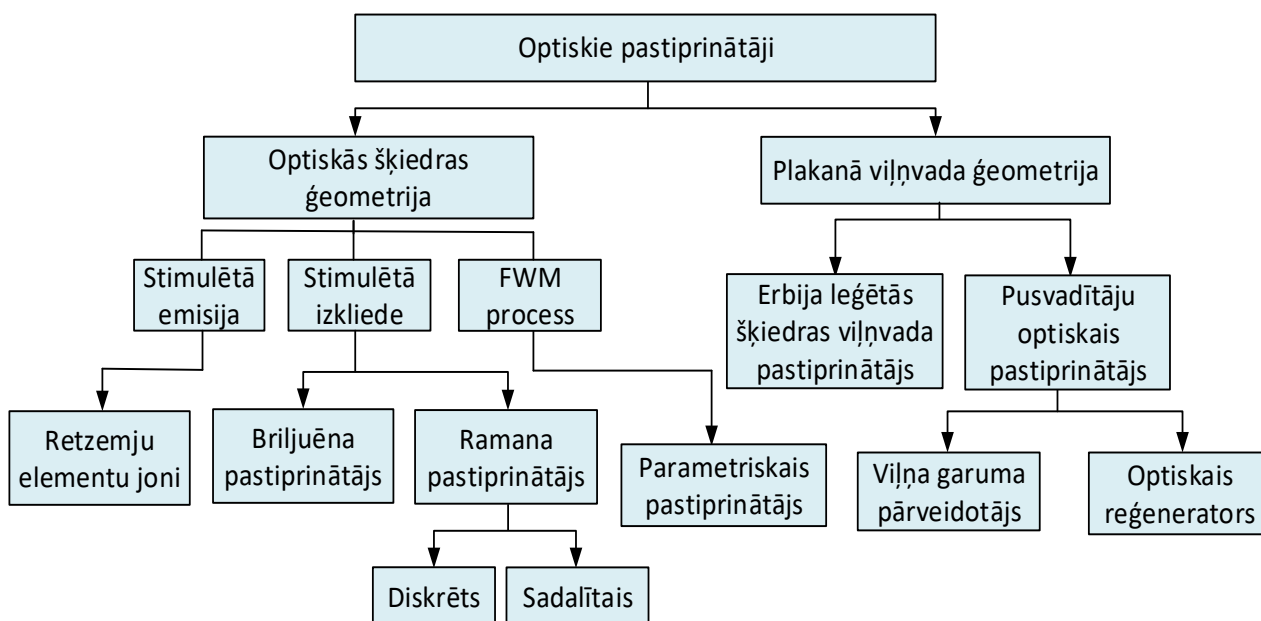 Optiskie pastiprinātāji
Optiskās šķiedras
ģeometrija
Plakanā viļņvada ģeometrija
Stimulētā
emisija
Stimulētā
izkliede
FWM
process
Erbija leģētās
šķiedras viļņvada
pastiprinātājs
Pusvadītāju
optiskais
pastiprinātājs
Retzemju
elementu joni
Briljuēna
pastiprinātājs
Ramana
pastiprinātājs
Parametriskais
pastiprinātājs
Viļņa garuma
pārveidotājs
Optiskais
reģenerators
Diskrēts
Sadalītais